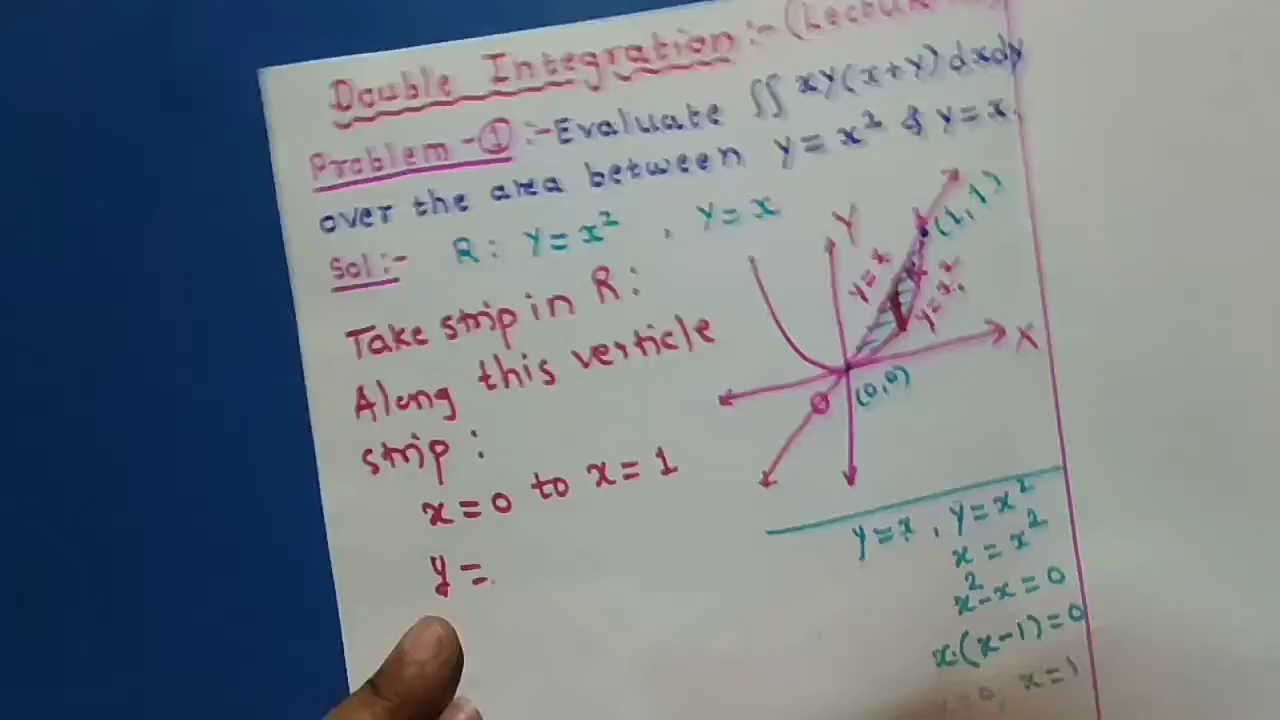 Double Integration:-
Problem-①:-Evaluate ∬ xy(x+y) dxdy
over the area between y = x² & y = x.
Sol:- R: y = x² , y = x
Take strip in R:
Along this verticle
strip:
x = 0 to x = 1
y =
Y
(1,1)
y = x
y = x²
X
(0,0)
y = x , y = x²
x = x²
x² - x = 0
x.(x-1) = 0
x = 1